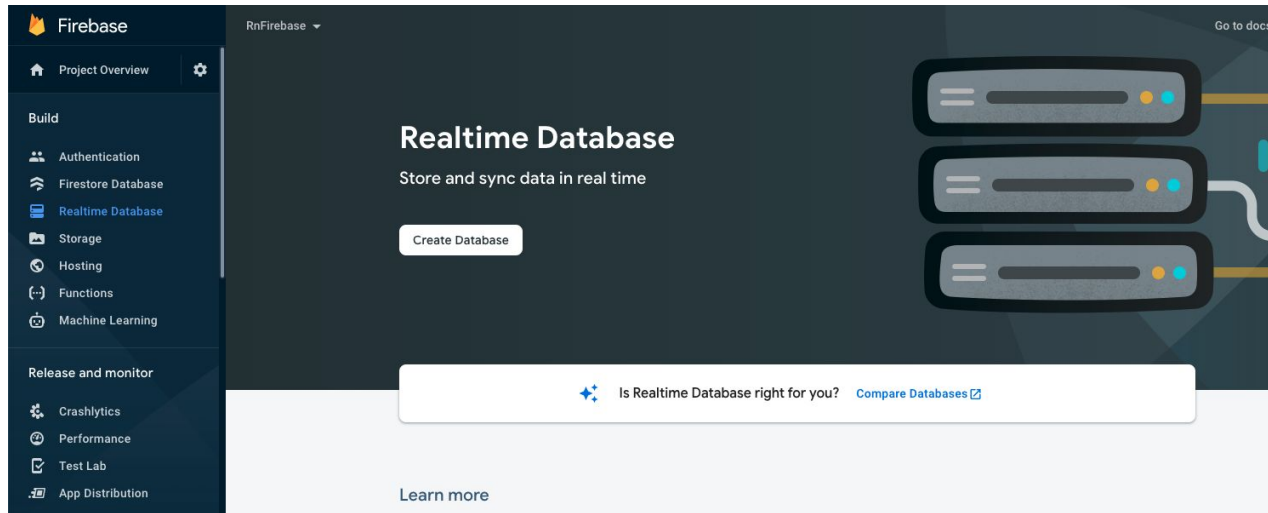 Firebase
RnFirebase
Go to docs
Project Overview
Build
Authentication
Firestore Database
Realtime Database
Storage
Hosting
Functions
Machine Learning
Release and monitor
Crashlytics
Performance
Test Lab
App Distribution
Realtime Database
Store and sync data in real time
Create Database
Is Realtime Database right for you? Compare Databases
Learn more